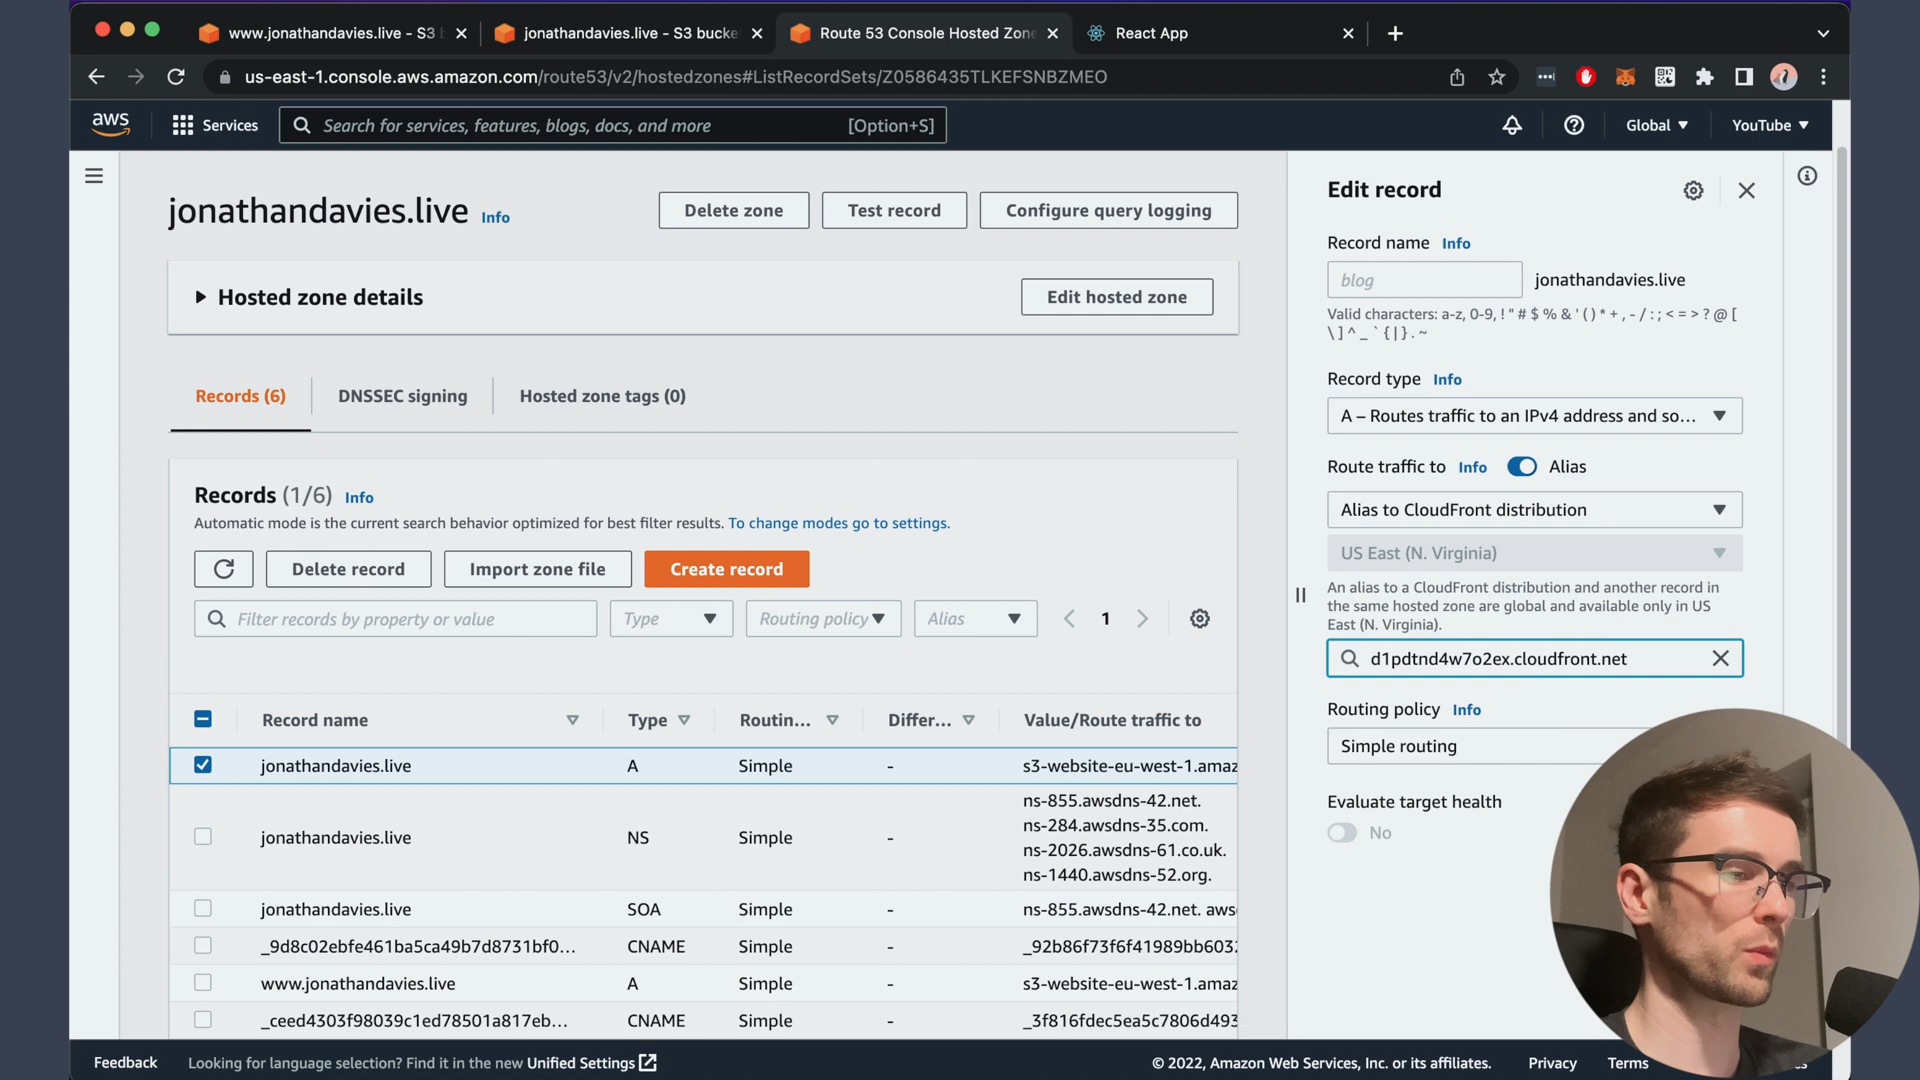 www.jonathandavies.live - S3 b
jonathandavies.live - S3 bucke
Route 53 Console Hosted Zone
React App
us-east-1.console.aws.amazon.com/route53/v2/hostedzones#ListRecordSets/Z0586435TLKEFSNBZMEO
aws
Services
Search for services, features, blogs, docs, and more
[Option+S]
Global
YouTube
jonathandavies.live Info
Delete zone
Test record
Configure query logging
Hosted zone details
Edit hosted zone
Records (6)
DNSSEC signing
Hosted zone tags (0)
Records (1/6) Info
Automatic mode is the current search behavior optimized for best filter results. To change modes go to settings.
Delete record
Import zone file
Create record
Filter records by property or value
Type
Routing policy
Alias
1
Record name
Type
Routin...
Differ...
Value/Route traffic to
jonathandavies.live A Simple - s3-website-eu-west-1.amaz
ns-855.awsdns-42.net.
ns-284.awsdns-35.com.
jonathandavies.live NS Simple -
ns-2026.awsdns-61.co.uk.
ns-1440.awsdns-52.org.
jonathandavies.live SOA Simple - ns-855.awsdns-42.net. aws
_9d8c02ebfe461ba5ca49b7d8731bf0... CNAME Simple - _92b86f73f6f41989bb6032
www.jonathandavies.live A Simple - s3-website-eu-west-1.amaz
_ceed4303f98039c1ed78501a817eb... CNAME Simple - _3f816fdec5ea5c7806d493
Edit record
Record name Info
blog
jonathandavies.live
Valid characters: a-z, 0-9, ! " # $ % & ' ( ) * + , - / : ; < = > ? @ [
\ ] ^ _ ` { | } . ~
Record type Info
A – Routes traffic to an IPv4 address and so...
Route traffic to Info Alias
Alias to CloudFront distribution
US East (N. Virginia)
An alias to a CloudFront distribution and another record in
the same hosted zone are global and available only in US
East (N. Virginia).
d1pdtnd4w7o2ex.cloudfront.net
Routing policy Info
Simple routing
Evaluate target health
No
Feedback
Looking for language selection? Find it in the new Unified Settings
© 2022, Amazon Web Services, Inc. or its affiliates.
Privacy
Terms